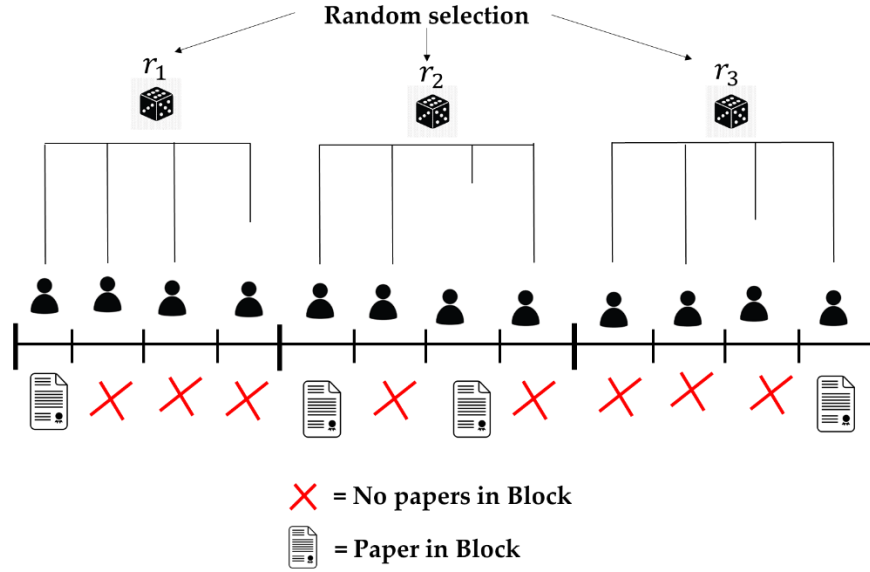 Random selection
r₁
r₂
r₃
= No papers in Block
= Paper in Block